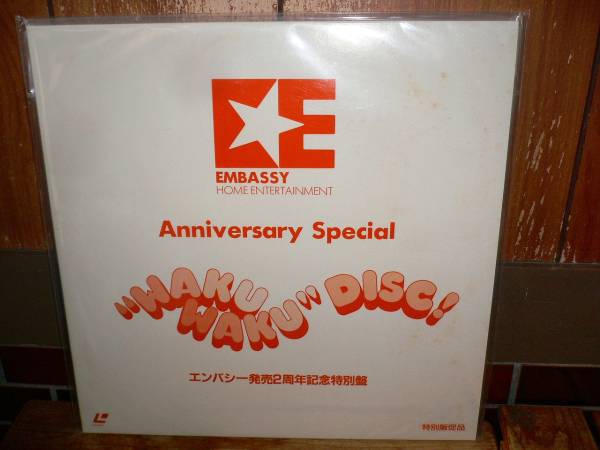 EMBASSY
HOME ENTERTAINMENT
Anniversary Special
"WAKU WAKU" DISC!
エンバシー発売2周年記念特別盤
特別販促品